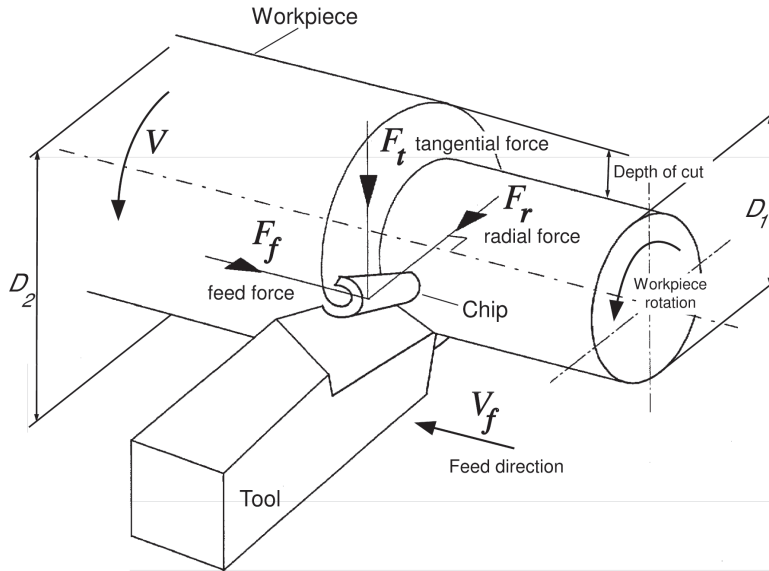 Workpiece
V
F_t tangential force
Depth of cut
F_r
radial force
D_1
F_f
feed force
D_2
Workpiece
rotation
Chip
V_f
Feed direction
Tool